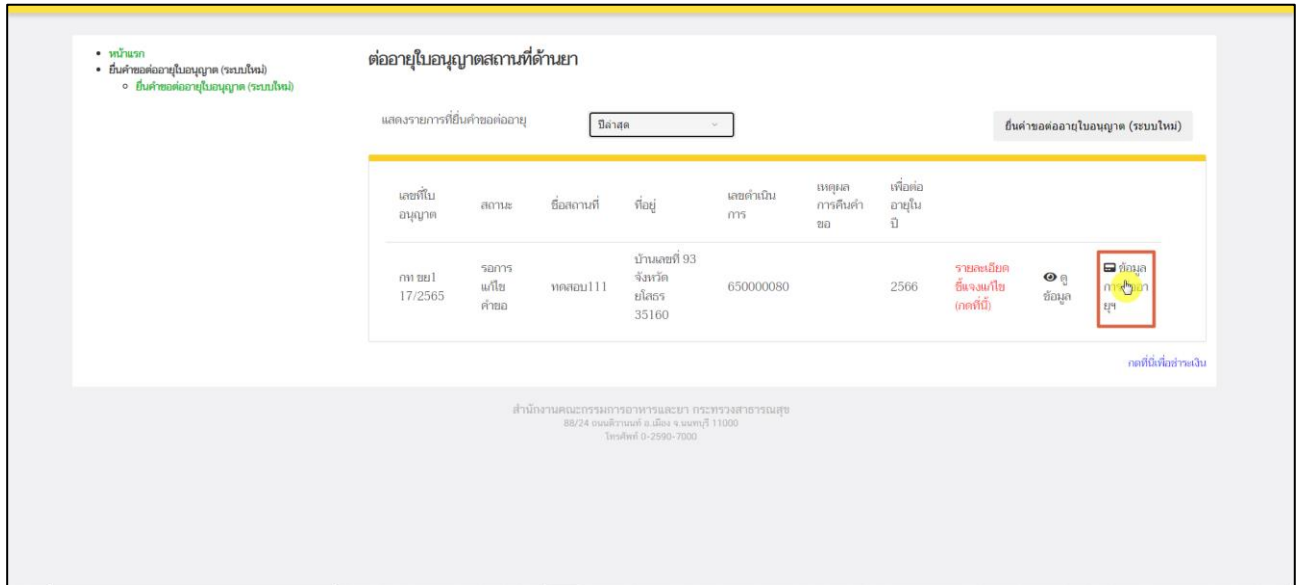 หน้าแรก
ยื่นคำขอต่ออายุใบอนุญาต (ระบบใหม่)
ยื่นคำขอต่ออายุใบอนุญาต (ระบบใหม่)
ต่ออายุใบอนุญาตสถานที่ด้านยา
แสดงรายการที่ยื่นคำขอต่ออายุ
ปีล่าสุด
ยื่นคำขอต่ออายุใบอนุญาต (ระบบใหม่)
เลขที่ใบ
อนุญาต
สถานะ
ชื่อสถานที่
ที่อยู่
เลขดำเนิน
การ
เหตุผล
การคืนคำ
ขอ
เพื่อต่อ
อายุใน
ปี
กท ขย1
17/2565
รอการ
แก้ไข
คำขอ
ทดสอบ111
บ้านเลขที่ 93
จังหวัด
ยโสธร
35160
650000080
2566
รายละเอียด
ชี้แจงแก้ไข
(กดที่นี้)
ดู
ข้อมูล
ข้อมูล
ยุฯ
กดที่นี่เพื่อชำระเงิน
สำนักงานคณะกรรมการอาหารและยา กระทรวงสาธารณสุข
88/24 ถนนติวานนท์ อ.เมือง จ.นนทบุรี 11000
โทรศัพท์ 0-2590-7000